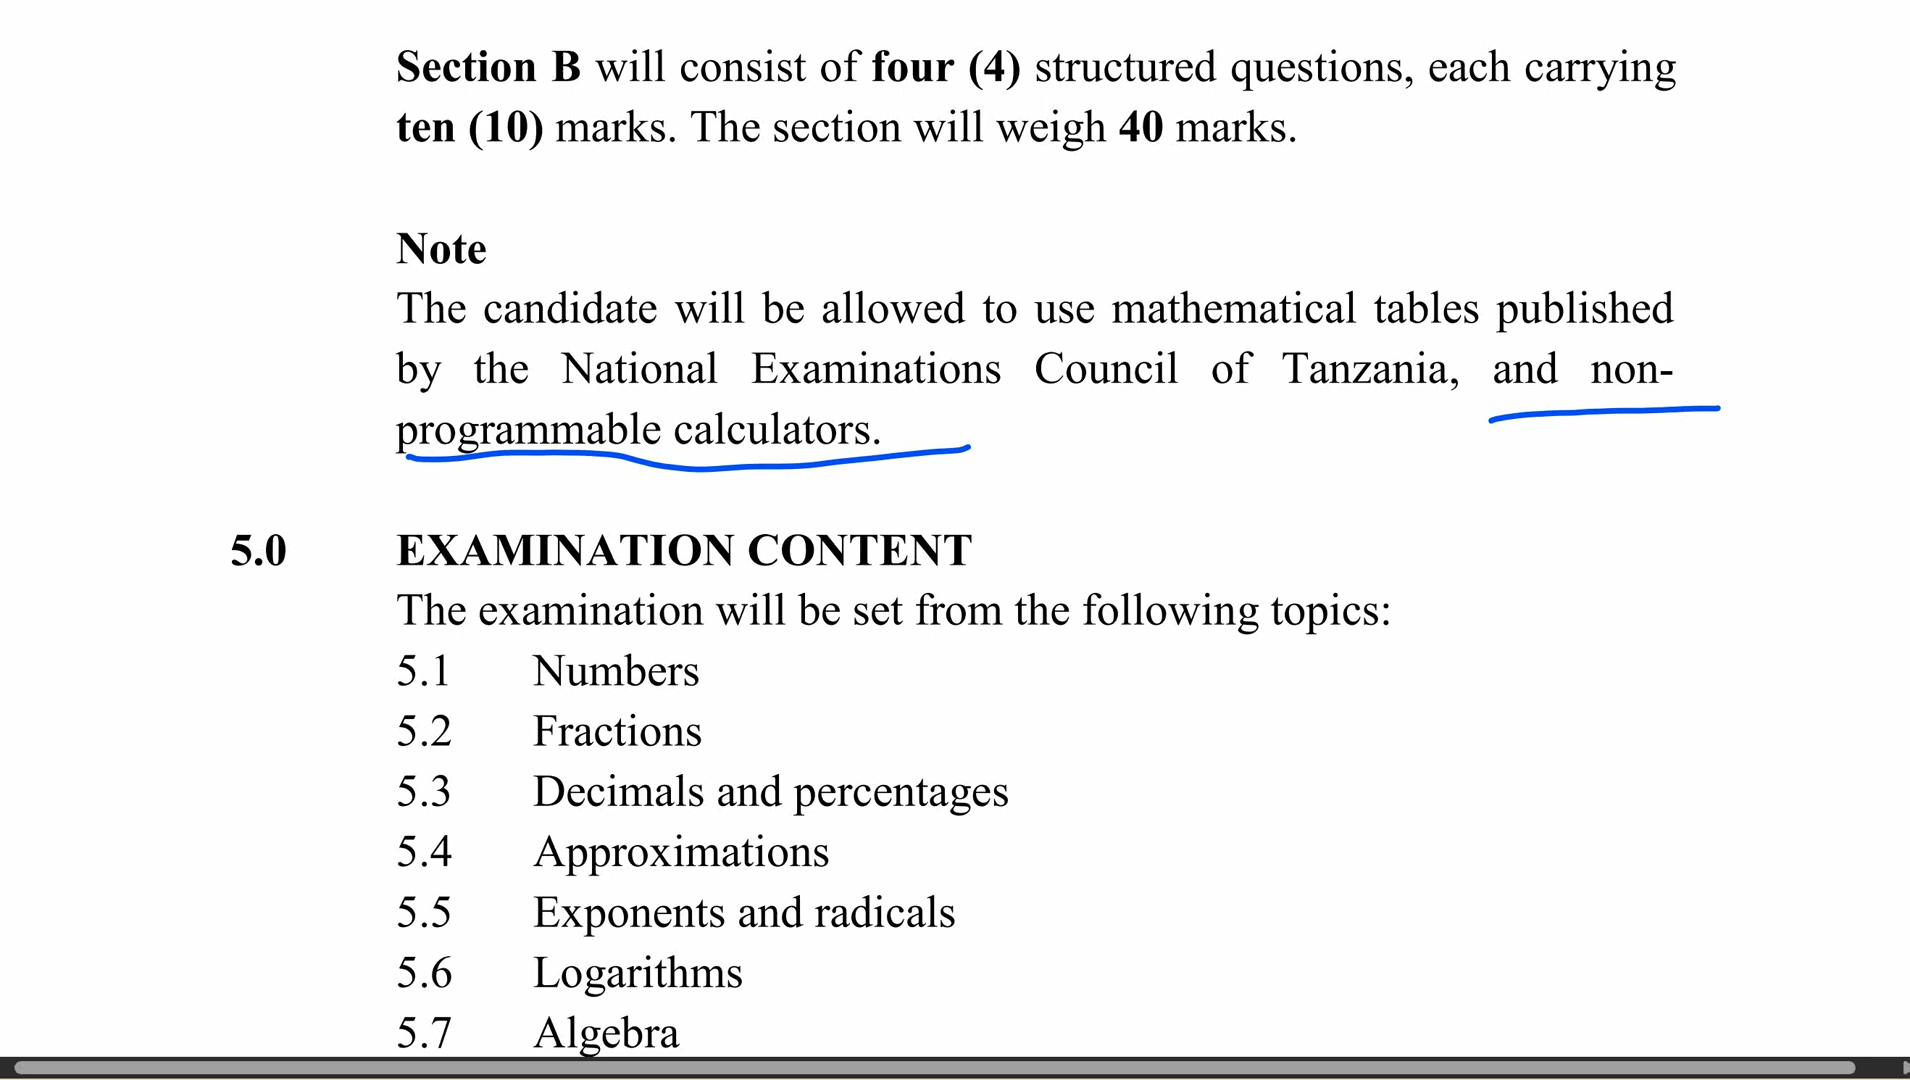 Section B will consist of four (4) structured questions, each carrying
ten (10) marks. The section will weigh 40 marks.
Note
The candidate will be allowed to use mathematical tables published
by the National Examinations Council of Tanzania, and non-
programmable calculators.
5.0 EXAMINATION CONTENT
The examination will be set from the following topics:
5.1 Numbers
5.2 Fractions
5.3 Decimals and percentages
5.4 Approximations
5.5 Exponents and radicals
5.6 Logarithms
5.7 Algebra